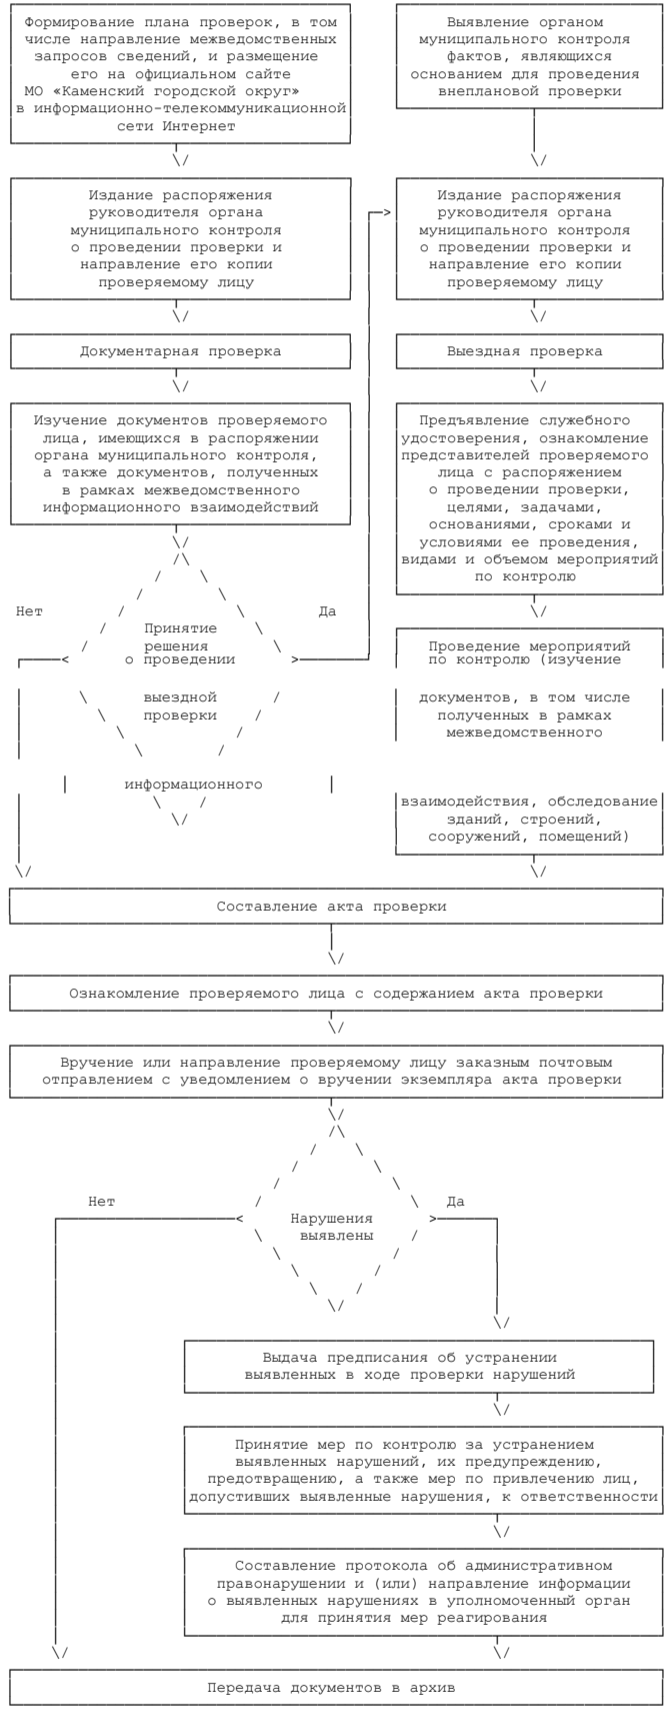 Формирование плана проверок, в том
числе направление межведомственных
запросов сведений, и размещение
его на официальном сайте
МО «Каменский городской округ»
в информационно-телекоммуникационной
сети Интернет
Выявление органом
муниципального контроля
фактов, являющихся
основанием для проведения
внеплановой проверки
Издание распоряжения
руководителя органа
муниципального контроля
о проведении проверки и
направление его копии
проверяемому лицу
Издание распоряжения
руководителя органа
муниципального контроля
о проведении проверки и
направление его копии
проверяемому лицу
Документарная проверка
Выездная проверка
Изучение документов проверяемого
лица, имеющихся в распоряжении
органа муниципального контроля,
а также документов, полученных
в рамках межведомственного
информационного взаимодействий
Предъявление служебного
удостоверения, ознакомление
представителей проверяемого
лица с распоряжением
о проведении проверки,
целями, задачами,
основаниями, сроками и
условиями ее проведения,
видами и объемом мероприятий
по контролю
Нет
Да
Принятие
решения
о проведении
выездной
проверки
Проведение мероприятий
по контролю (изучение
документов, в том числе
полученных в рамках
межведомственного
информационного
взаимодействия, обследование
зданий, строений,
сооружений, помещений)
Составление акта проверки
Ознакомление проверяемого лица с содержанием акта проверки
Вручение или направление проверяемому лицу заказным почтовым
отправлением с уведомлением о вручении экземпляра акта проверки
Нет
Да
Нарушения
выявлены
Выдача предписания об устранении
выявленных в ходе проверки нарушений
Принятие мер по контролю за устранением
выявленных нарушений, их предупреждению,
предотвращению, а также мер по привлечению лиц,
допустивших выявленные нарушения, к ответственности
Составление протокола об административном
правонарушении и (или) направление информации
о выявленных нарушениях в уполномоченный орган
для принятия мер реагирования
Передача документов в архив